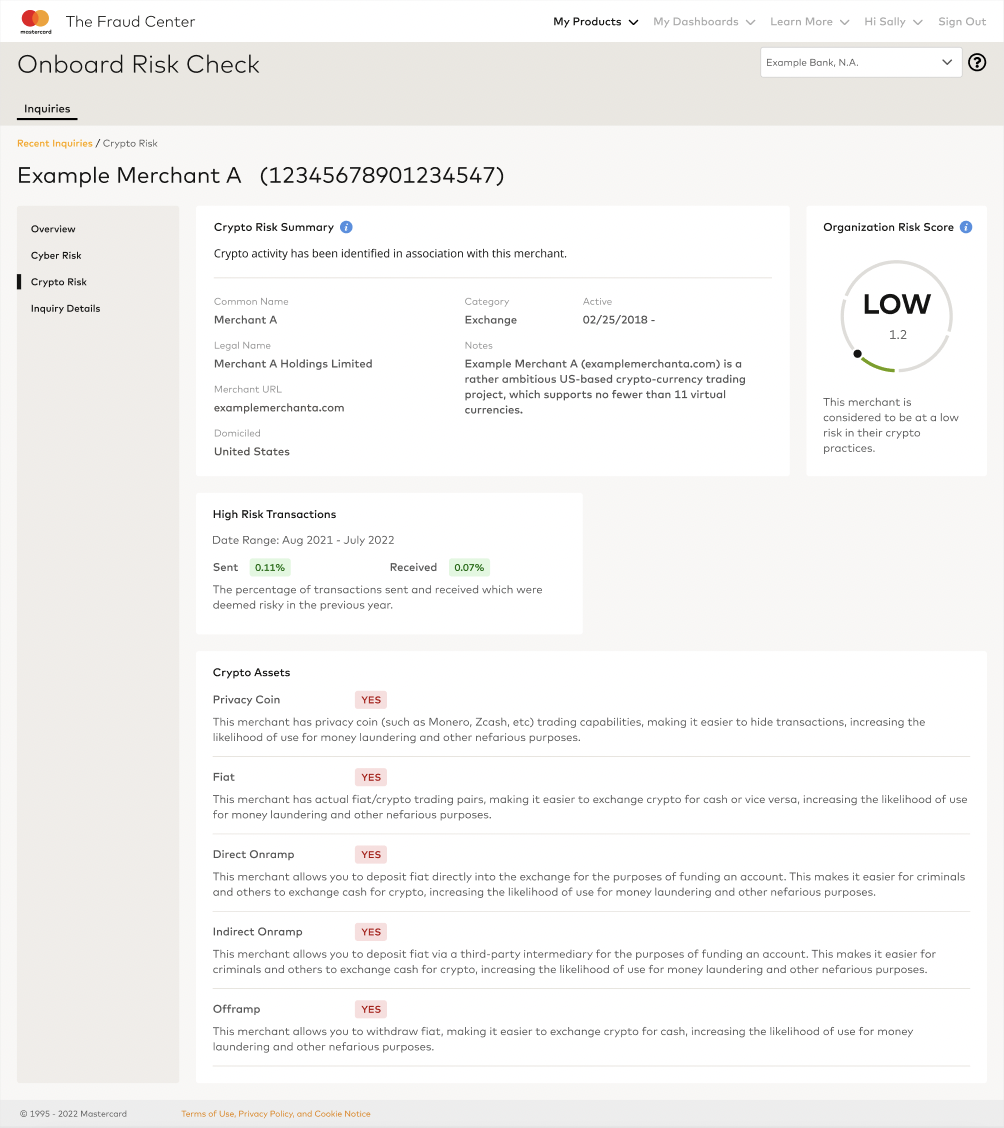 mastercard
The Fraud Center
My Products My Dashboards Learn More Hi Sally Sign Out
Onboard Risk Check
Example Bank, N.A.
?
Inquiries
Recent Inquiries / Crypto Risk
Example Merchant A (12345678901234547)
Overview
Cyber Risk
Crypto Risk
Inquiry Details
Crypto Risk Summary i
Crypto activity has been identified in association with this merchant.
Common Name
Merchant A
Legal Name
Merchant A Holdings Limited
Merchant URL
examplemerchanta.com
Domiciled
United States
Category
Exchange
Active
02/25/2018 -
Notes
Example Merchant A (examplemerchanta.com) is a
rather ambitious US-based crypto-currency trading
project, which supports no fewer than 11 virtual
currencies.
Organization Risk Score i
LOW
1.2
This merchant is
considered to be at a low
risk in their crypto
practices.
High Risk Transactions
Date Range: Aug 2021 - July 2022
Sent 0.11% Received 0.07%
The percentage of transactions sent and received which were
deemed risky in the previous year.
Crypto Assets
Privacy Coin YES
This merchant has privacy coin (such as Monero, Zcash, etc) trading capabilities, making it easier to hide transactions, increasing the
likelihood of use for money laundering and other nefarious purposes.
Fiat YES
This merchant has actual fiat/crypto trading pairs, making it easier to exchange crypto for cash or vice versa, increasing the likelihood of use
for money laundering and other nefarious purposes.
Direct Onramp YES
This merchant allows you to deposit fiat directly into the exchange for the purposes of funding an account. This makes it easier for criminals
and others to exchange cash for crypto, increasing the likelihood of use for money laundering and other nefarious purposes.
Indirect Onramp YES
This merchant allows you to deposit fiat via a third-party intermediary for the purposes of funding an account. This makes it easier for
criminals and others to exchange cash for crypto, increasing the likelihood of use for money laundering and other nefarious purposes.
Offramp YES
This merchant allows you to withdraw fiat, making it easier to exchange crypto for cash, increasing the likelihood of use for money
laundering and other nefarious purposes.
© 1995 - 2022 Mastercard
Terms of Use, Privacy Policy, and Cookie Notice